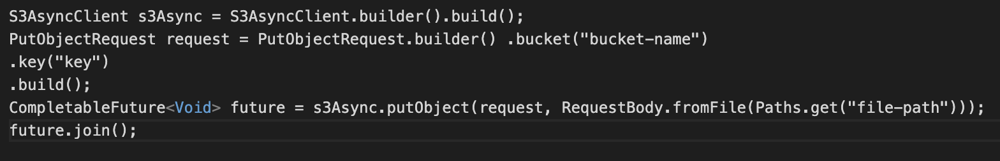 S3AsyncClient s3Async = S3AsyncClient.builder().build();
PutObjectRequest request = PutObjectRequest.builder() .bucket("bucket-name")
.key("key")
.build();
CompletableFuture<Void> future = s3Async.putObject(request, RequestBody.fromFile(Paths.get("file-path")));
future.join();